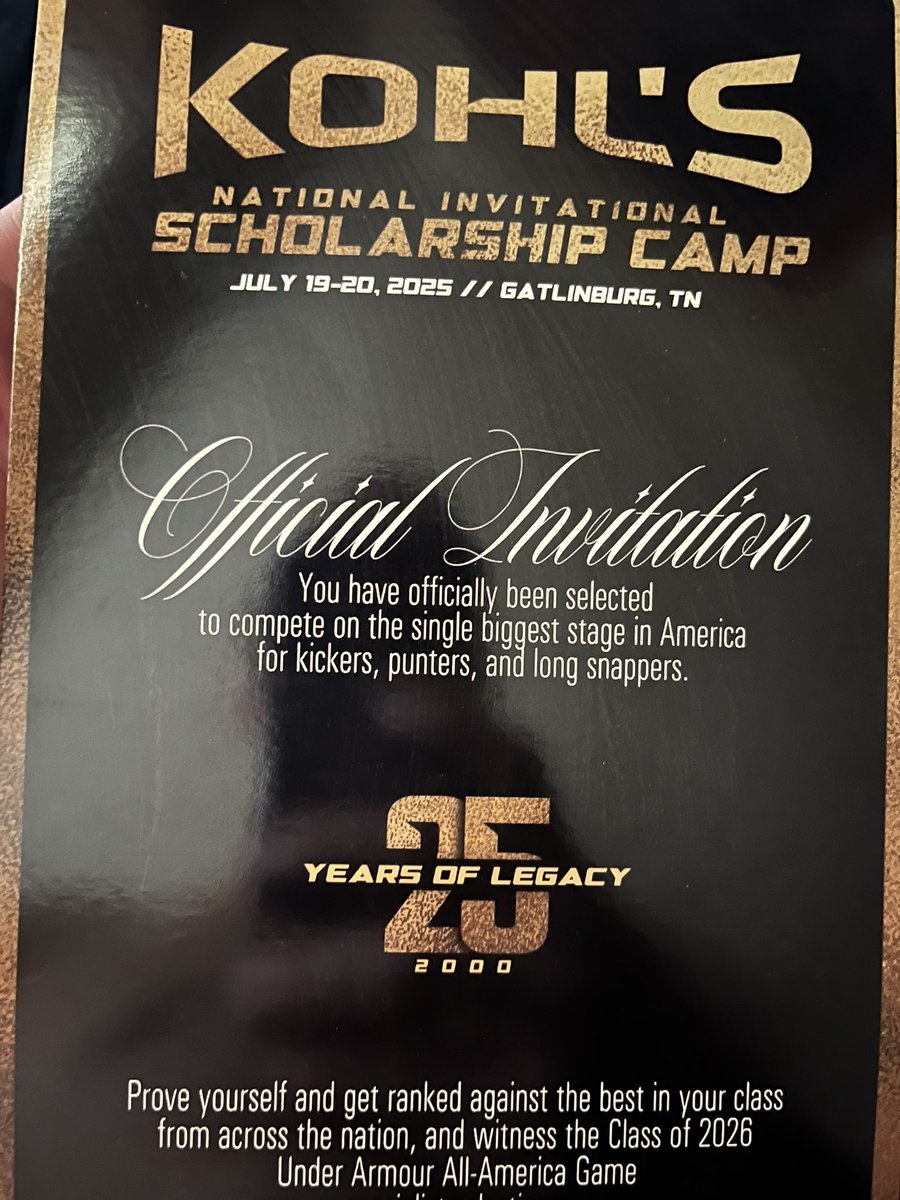 KOHL'S
NATIONAL INVITATIONAL
SCHOLARSHIP CAMP
JULY 19-20, 2025 // GATLINBURG, TN
Official Invitation
You have officially been selected
to compete on the single biggest stage in America
for kickers, punters, and long snappers.
25
YEARS OF LEGACY
2000
Prove yourself and get ranked against the best in your class
from across the nation, and witness the Class of 2026
Under Armour All-America Game